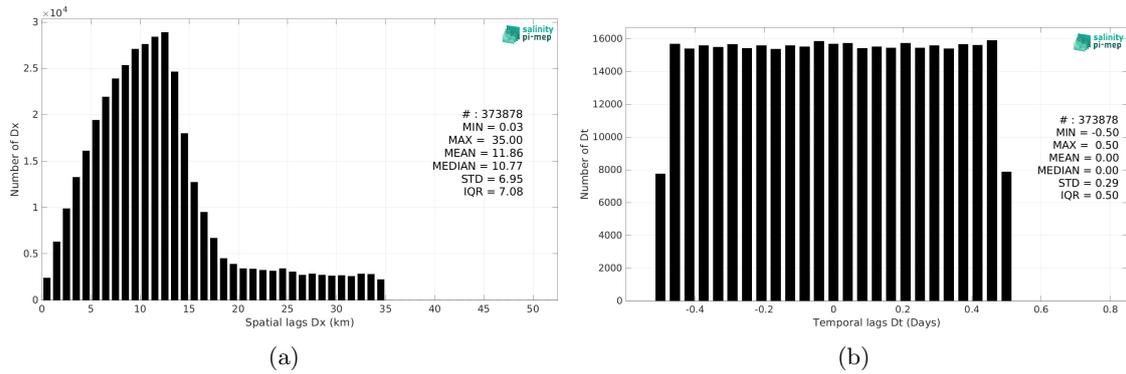 ×10⁴
3
2.5
2
1.5
1
0.5
0
Number of Dx
salinity
pi-mep
# : 373878
MIN = 0.03
MAX = 35.00
MEAN = 11.86
MEDIAN = 10.77
STD = 6.95
IQR = 7.08
0 5 10 15 20 25 30 35 40 45 50
Spatial lags Dx (km)
(a)
16000
14000
12000
10000
8000
6000
4000
2000
0
Number of Dt
salinity
pi-mep
# : 373878
MIN = -0.50
MAX = 0.50
MEAN = 0.00
MEDIAN = 0.00
STD = 0.29
IQR = 0.50
-0.4 -0.2 0 0.2 0.4 0.6 0.8
Temporal lags Dt (Days)
(b)